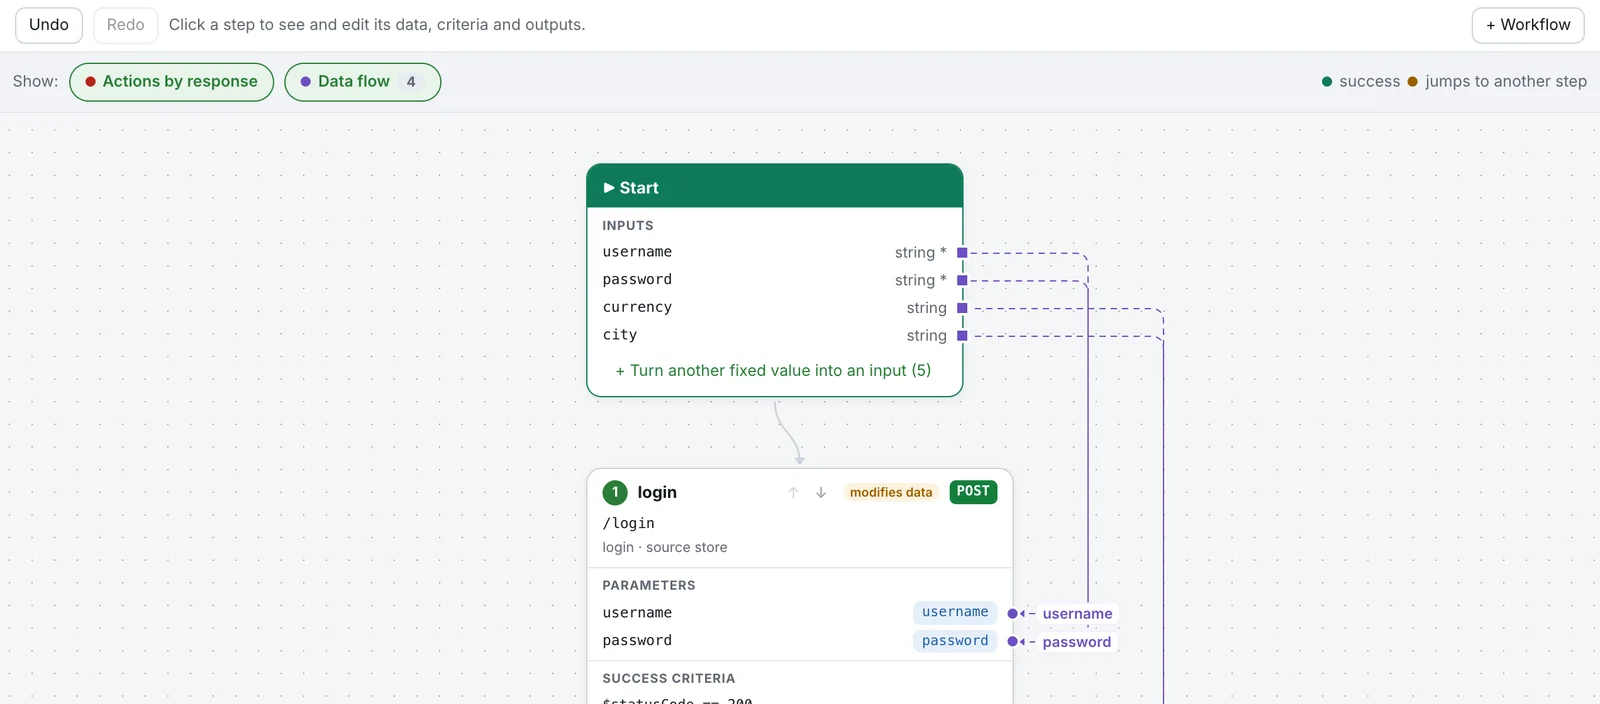 Undo Redo Click a step to see and edit its data, criteria and outputs. + Workflow
Show: Actions by response Data flow 4 success jumps to another step
Start
INPUTS
username string *
password string *
currency string
city string
+ Turn another fixed value into an input (5)
1 login ↑ ↓ modifies data POST
/login
login · source store
PARAMETERS
username username username
password password password
SUCCESS CRITERIA
$statusCode == 200